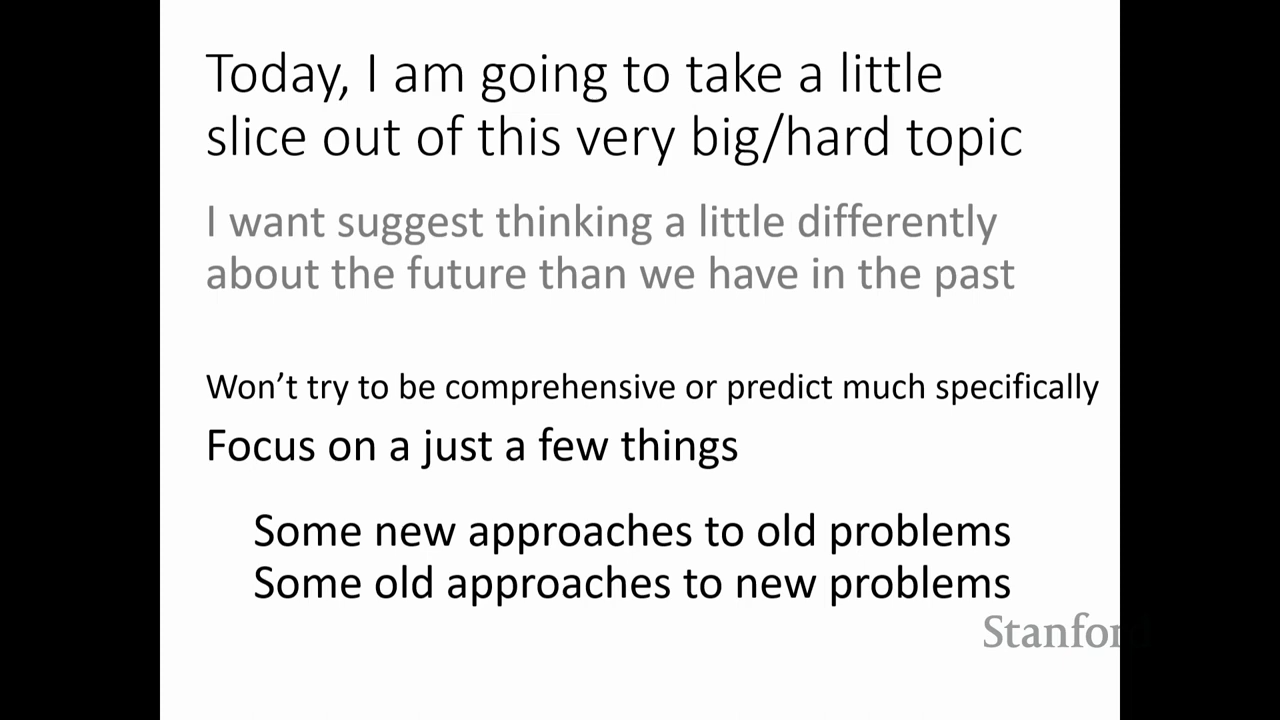 Today, I am going to take a little
slice out of this very big/hard topic
I want suggest thinking a little differently
about the future than we have in the past
Won't try to be comprehensive or predict much specifically
Focus on a just a few things
Some new approaches to old problems
Some old approaches to new problems
Stanford